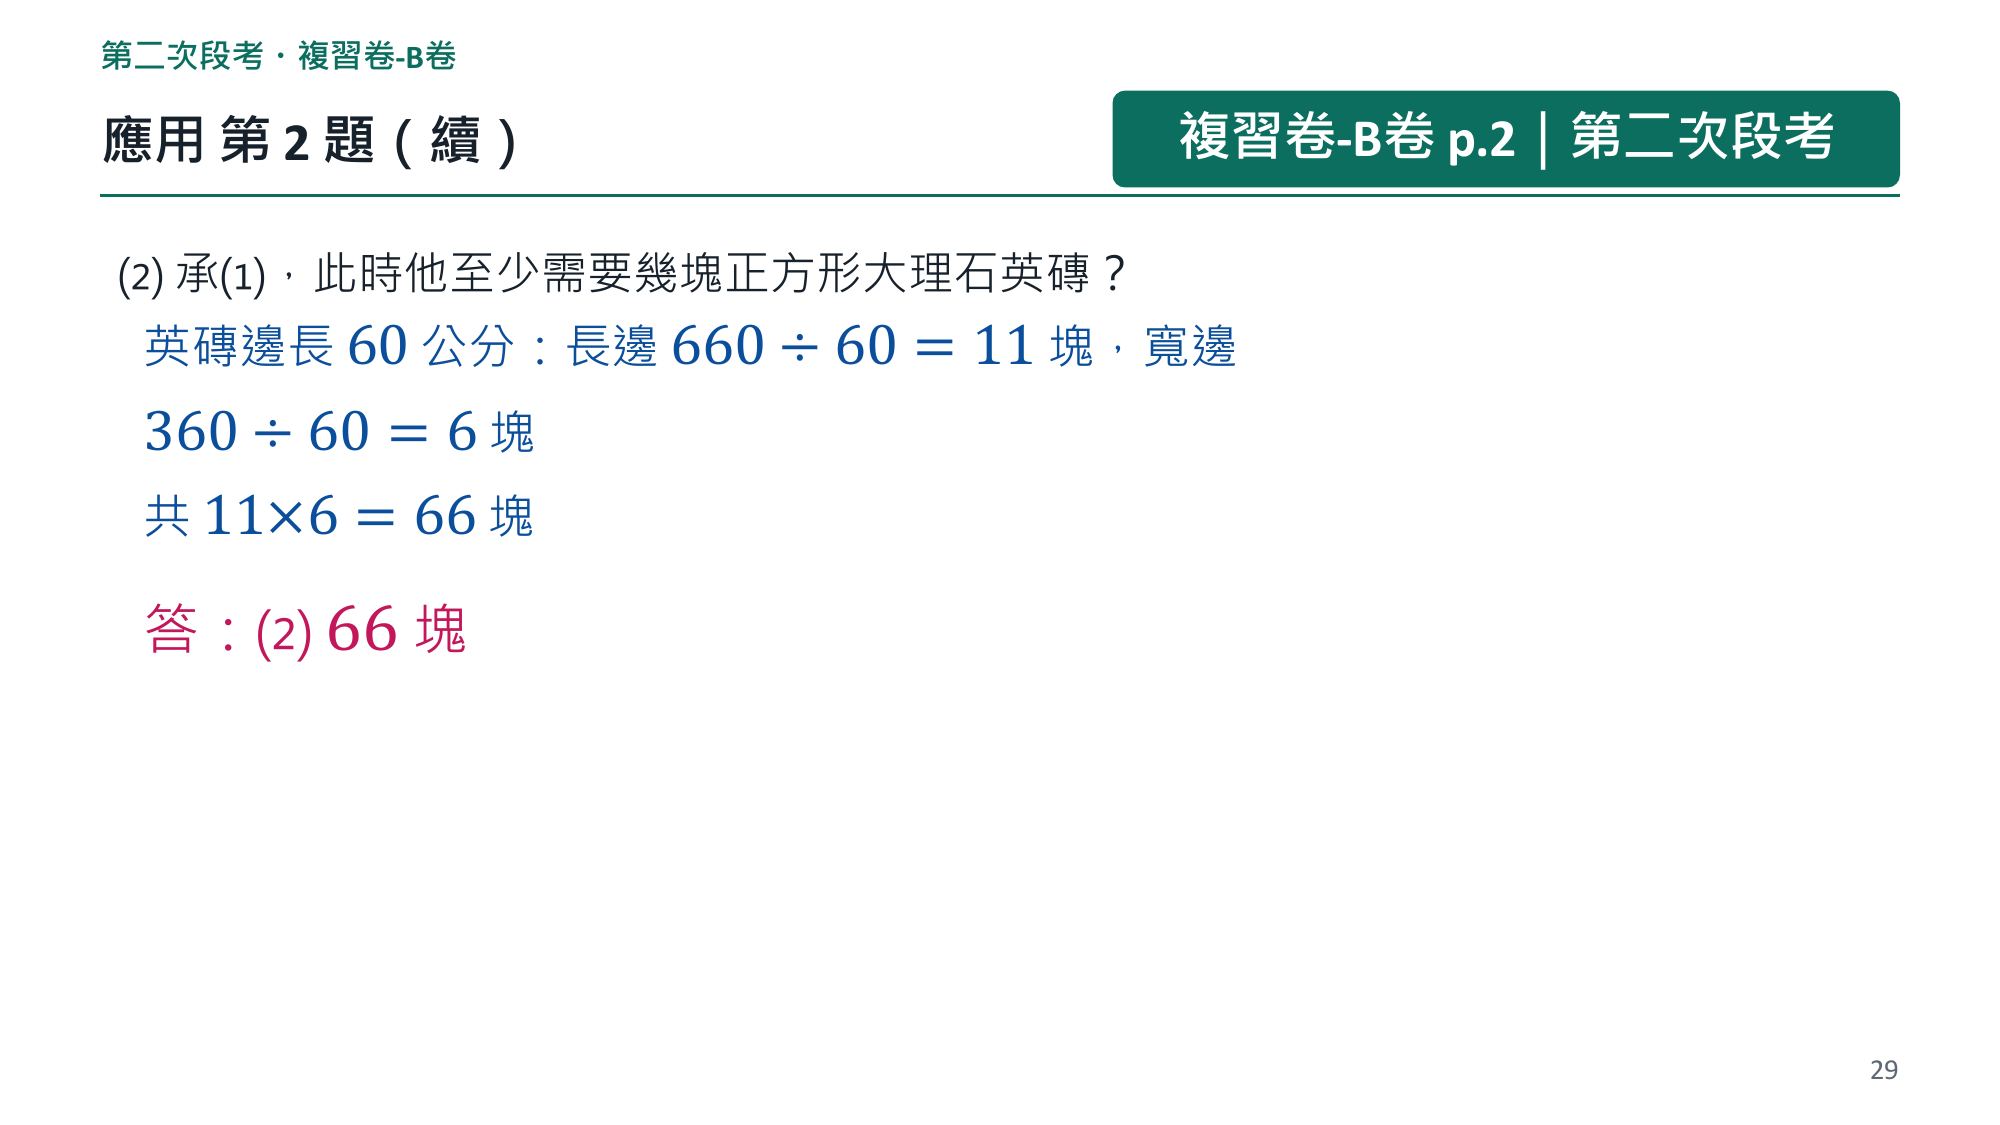 第二次段考・複習卷-B卷
應用 第 2 題（續）
複習卷-B卷 p.2｜第二次段考
(2) 承(1)，此時他至少需要幾塊正方形大理石英磚？
英磚邊長 60 公分：長邊 660 ÷ 60 = 11 塊，寬邊
360 ÷ 60 = 6 塊
共 11×6 = 66 塊
答：(2) 66 塊
29